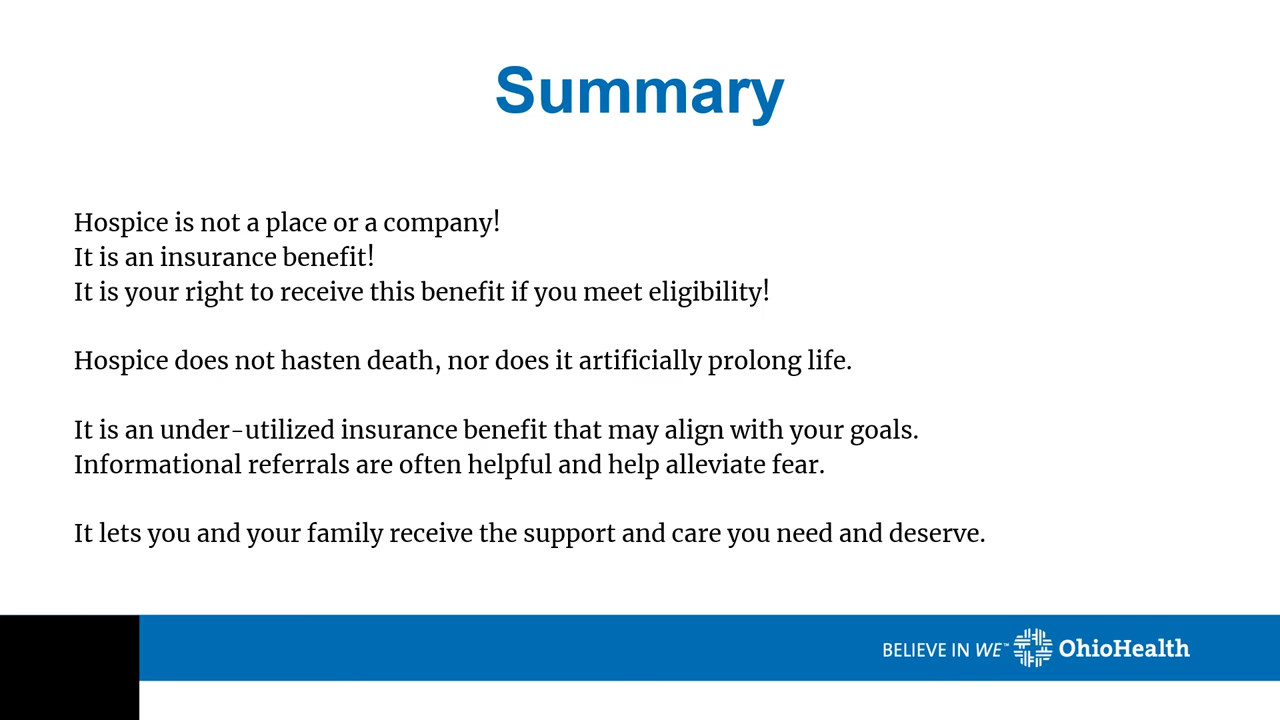 Summary
Hospice is not a place or a company!
It is an insurance benefit!
It is your right to receive this benefit if you meet eligibility!
Hospice does not hasten death, nor does it artificially prolong life.
It is an under-utilized insurance benefit that may align with your goals.
Informational referrals are often helpful and help alleviate fear.
It lets you and your family receive the support and care you need and deserve.
BELIEVE IN WE™ OhioHealth